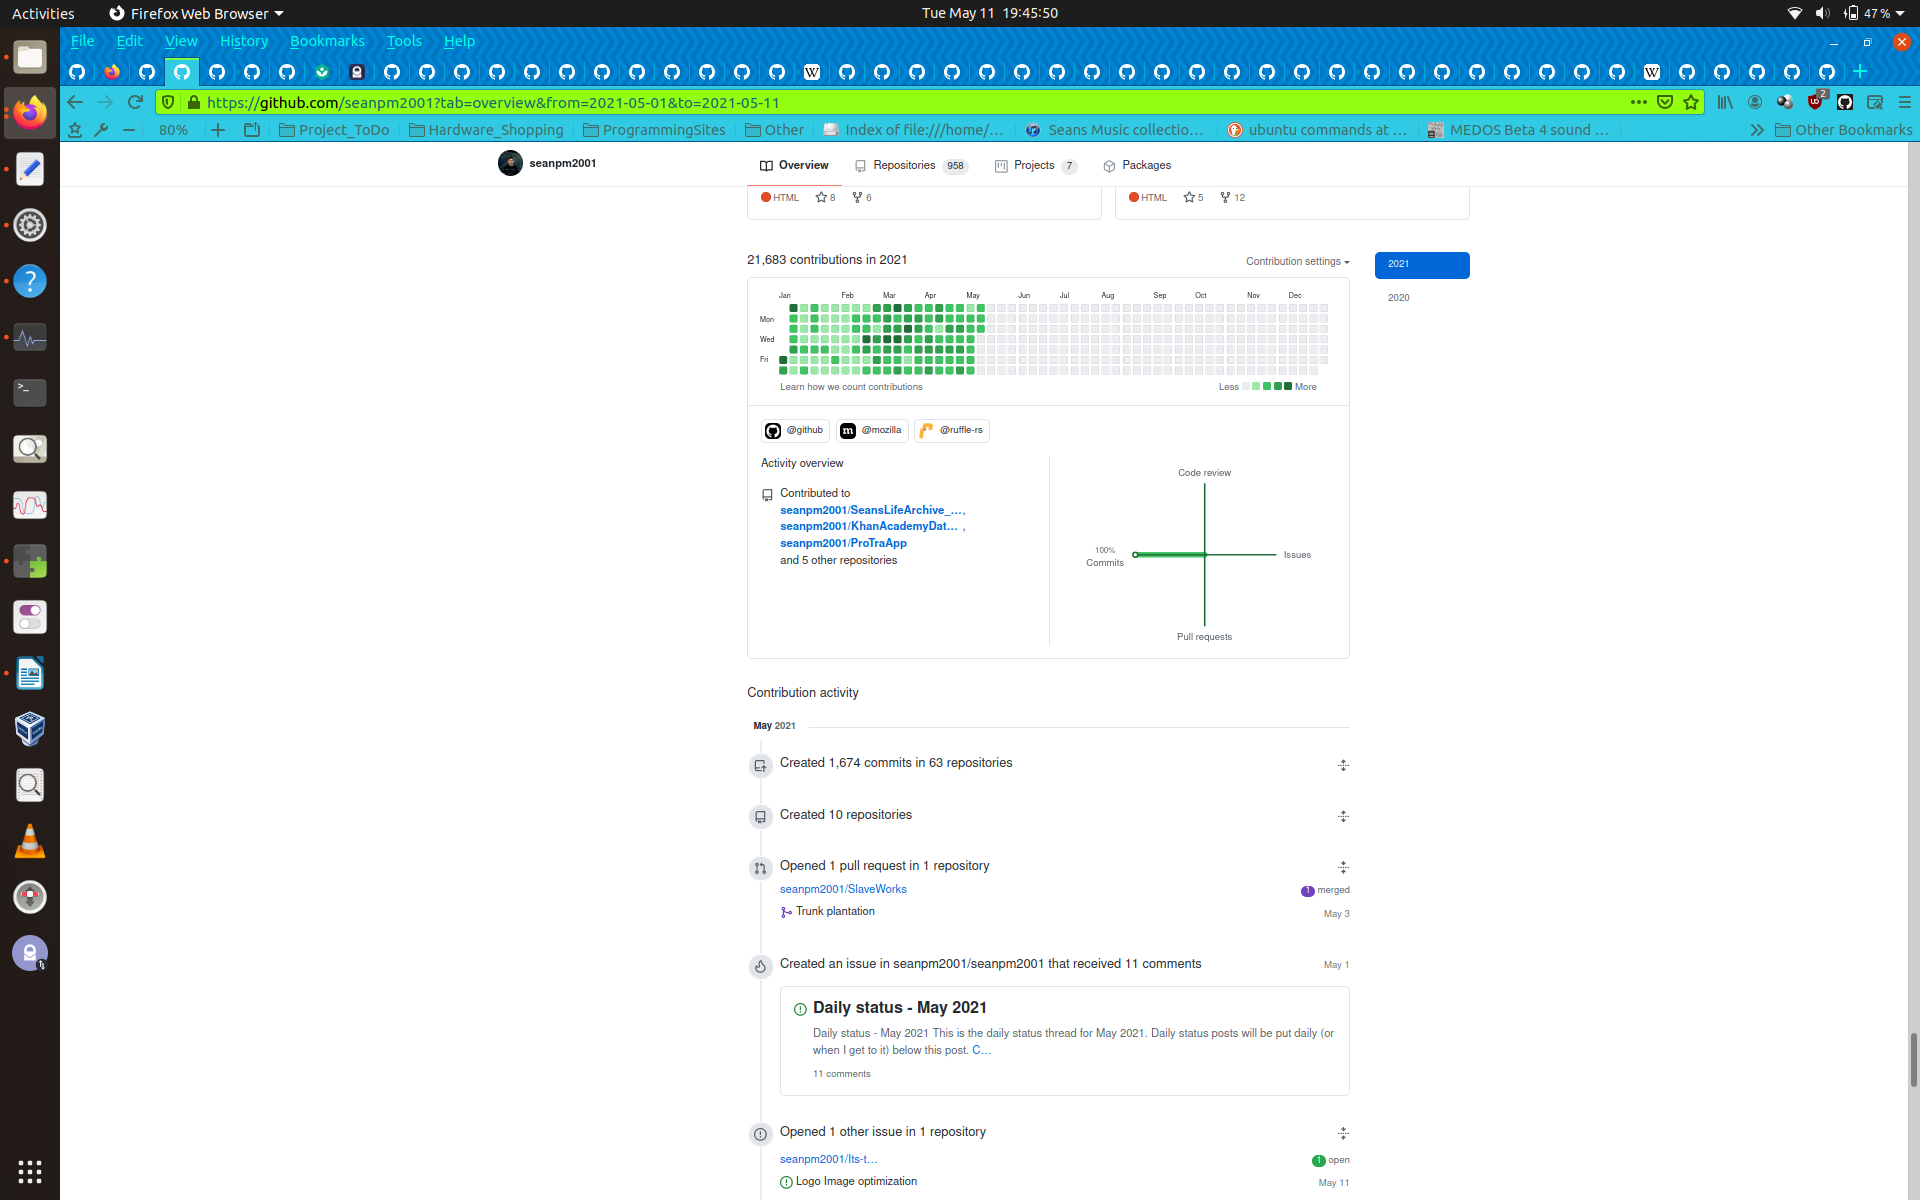 Activities
Firefox Web Browser
Tue May 11 19:45:50
47 %
File Edit View History Bookmarks Tools Help
https://github.com/seanpm2001?tab=overview&from=2021-05-01&to=2021-05-11
2
80%
Project_ToDo
Hardware_Shopping
ProgrammingSites
Other
Index of file:///home/...
Seans Music collectio...
ubuntu commands at ...
MEDOS Beta 4 sound ...
Other Bookmarks
seanpm2001
Overview
Repositories 958
Projects 7
Packages
HTML 8 6
HTML 5 12
21,683 contributions in 2021
Contribution settings
2021
2020
Jan Feb Mar Apr May Jun Jul Aug Sep Oct Nov Dec
Mon
Wed
Fri
Learn how we count contributions
Less More
@github
@mozilla
@ruffle-rs
Activity overview
Contributed to
seanpm2001/SeansLifeArchive_...,
seanpm2001/KhanAcademyDat... ,
seanpm2001/ProTraApp
and 5 other repositories
Code review
100%
Commits
Issues
Pull requests
Contribution activity
May 2021
Created 1,674 commits in 63 repositories
Created 10 repositories
Opened 1 pull request in 1 repository
seanpm2001/SlaveWorks
1 merged
Trunk plantation
May 3
Created an issue in seanpm2001/seanpm2001 that received 11 comments
May 1
Daily status - May 2021
Daily status - May 2021 This is the daily status thread for May 2021. Daily status posts will be put daily (or
when I get to it) below this post. C...
11 comments
Opened 1 other issue in 1 repository
seanpm2001/Its-t...
1 open
Logo Image optimization
May 11